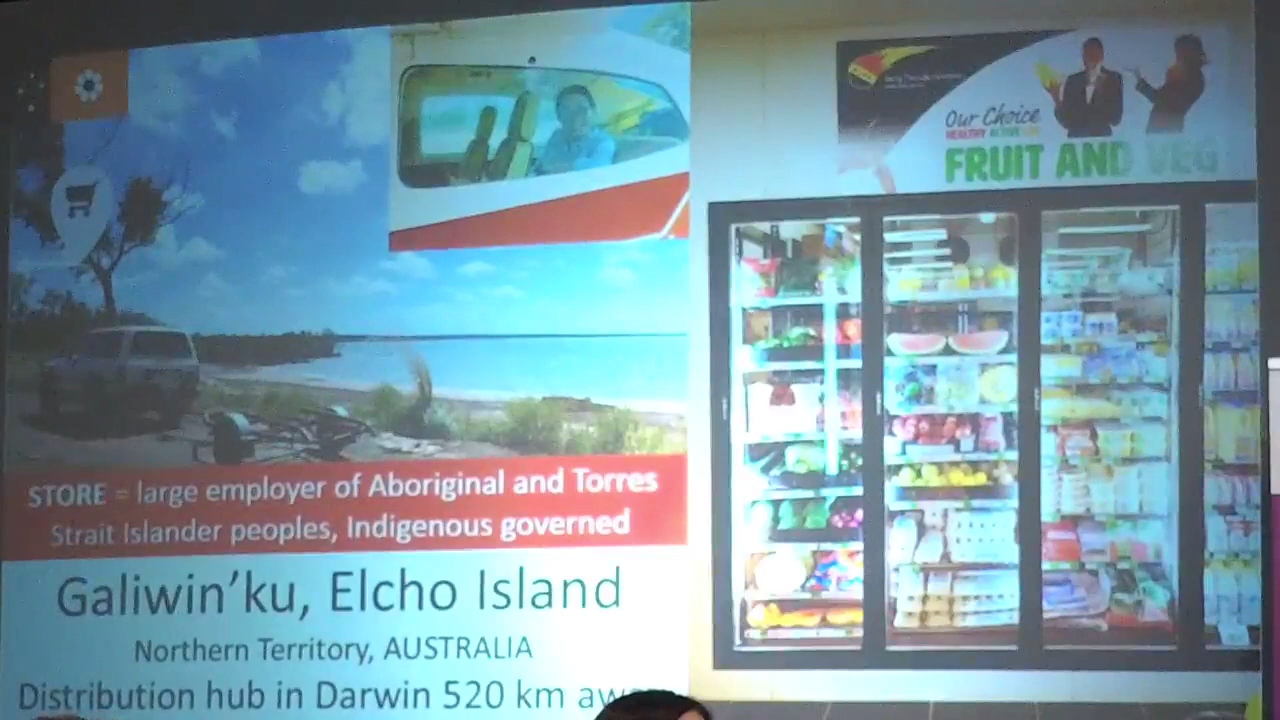 STORE = large employer of Aboriginal and Torres
Strait Islander peoples, Indigenous governed
Galiwin'ku, Elcho Island
Northern Territory, AUSTRALIA
Distribution hub in Darwin 520 km
Our Choice
HEALTHY ACTIVE
FRUIT AND VEG